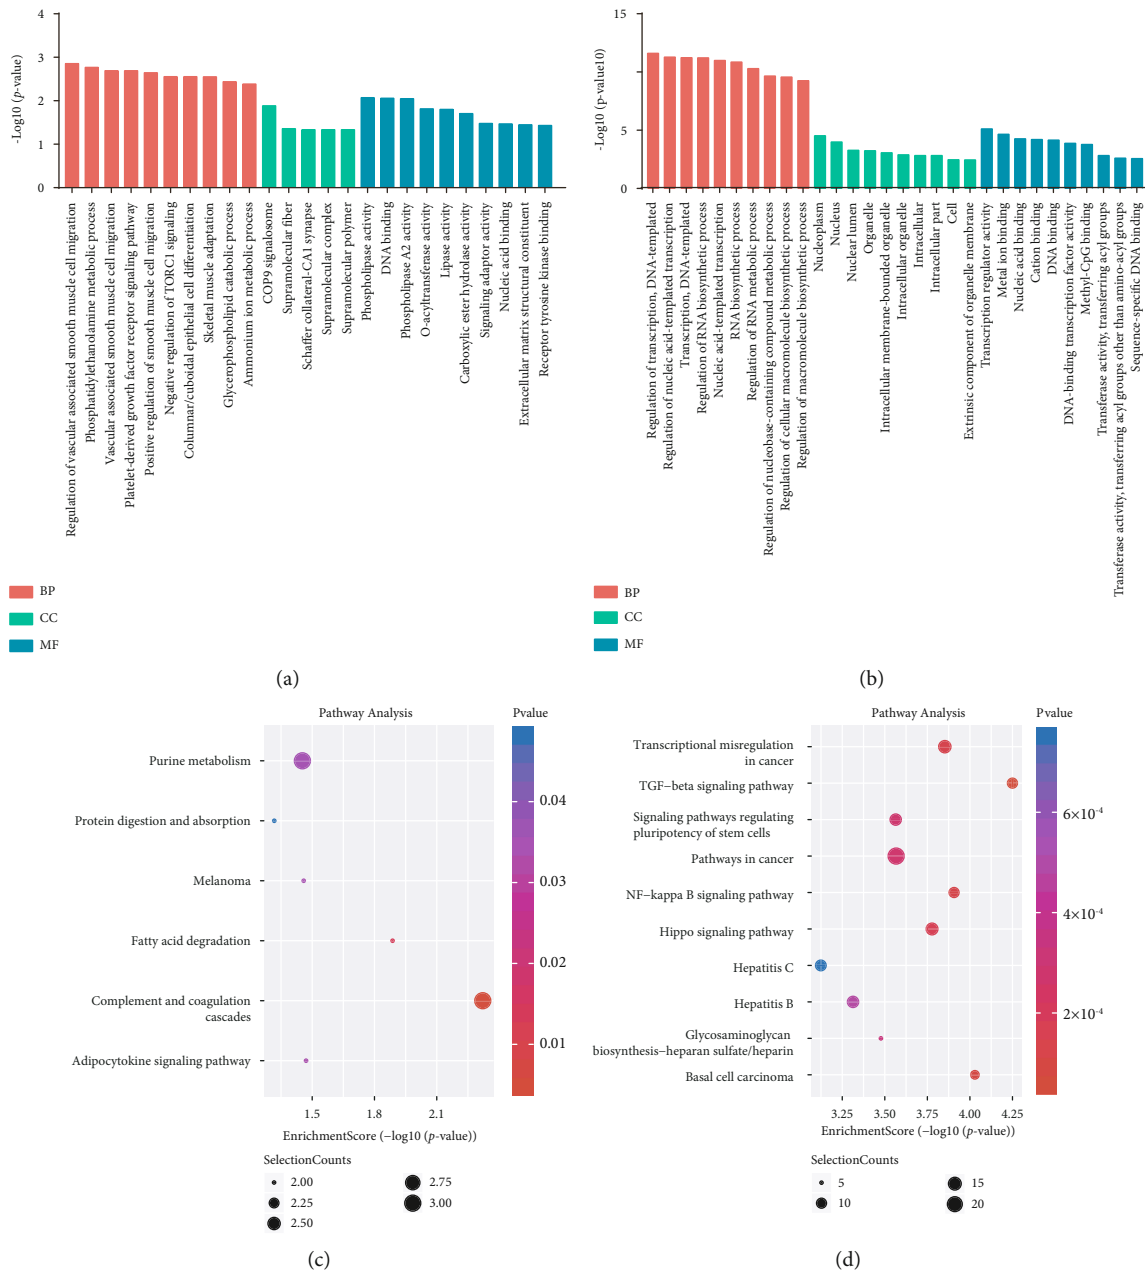 -Log10 (p-value)
4
3
2
1
0
Regulation of vascular associated smooth muscle cell migration
Phosphatidylethanolamine metabolic process
Vascular associated smooth muscle cell migration
Platelet-derived growth factor receptor signaling pathway
Positive regulation of smooth muscle cell migration
Negative regulation of TORC1 signaling
Columnar/cuboidal epithelial cell differentiation
Skeletal muscle adaptation
Glycerophospholipid catabolic process
Ammonium ion metabolic process
COP9 signalosome
Supramolecular fiber
Schaffer collateral-CA1 synapse
Supramolecular complex
Supramolecular polymer
Phospholipase activity
DNA binding
Phospholipase A2 activity
O-acyltransferase activity
Lipase activity
Carboxylic ester hydrolase activity
Signaling adaptor activity
Nucleic acid binding
Extracellular matrix structural constituent
Receptor tyrosine kinase binding
BP
CC
MF
(a)
-Log10 (p-value10)
15
5
0
Regulation of transcription, DNA-templated
Regulation of nucleic acid-templated transcription
Transcription, DNA-templated
Regulation of RNA biosynthetic process
Nucleic acid-templated transcription
RNA biosynthetic process
Regulation of RNA metabolic process
Regulation of nucleobase-containing compound metabolic process
Regulation of cellular macromolecule biosynthetic process
Regulation of macromolecule biosynthetic process
Nucleoplasm
Nucleus
Nuclear lumen
Organelle
Intracellular membrane-bounded organelle
Intracellular organelle
Intracellular
Intracellular part
Cell
Extrinsic component of organelle membrane
Transcription regulator activity
Metal ion binding
Nudeic acid binding
Cation binding
DNA binding
DNA-binding transcription factor activity
Methyl-CpG binding
Transferase activity, transferring acyl groups
Transferase activity, transferring acyl groups other than amino-acyl groups
Sequence-specific DNA binding
BP
CC
MF
(b)
Pathway Analysis
Pvalue
Purine metabolism
Protein digestion and absorption
Melanoma
Fatty acid degradation
Complement and coagulation
cascades
Adipocytokine signaling pathway
0.04
0.03
0.02
0.01
1.5
1.8
2.1
EnrichmentScore (−log10 (p-value))
SelectionCounts
2.00
2.25
2.50
2.75
3.00
(c)
Pathway Analysis
Pvalue
Transcriptional misregulation
in cancer
TGF−beta signaling pathway
Signaling pathways regulating
pluripotency of stem cells
Pathways in cancer
NF−kappa B signaling pathway
Hippo signaling pathway
Hepatitis C
Hepatitis B
Glycosaminoglycan
biosynthesis−heparan sulfate/heparin
Basal cell carcinoma
6×10⁻⁴
4×10⁻⁴
2×10⁻⁴
3.25
3.50
3.75
4.00
4.25
EnrichmentScore (−log10 (p-value))
SelectionCounts
5
10
15
20
(d)